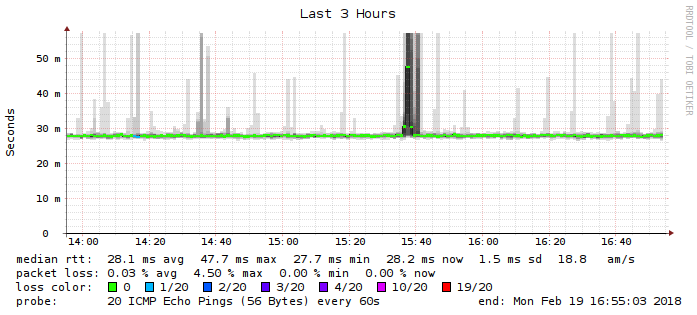 Last 3 Hours
RRDTOOL / TOBI OETIKER
Seconds
50 m
40 m
30 m
20 m
10 m
0
14:00 14:20 14:40 15:00 15:20 15:40 16:00 16:20 16:40
median rtt: 28.1 ms avg 47.7 ms max 27.7 ms min 28.2 ms now 1.5 ms sd 18.8 am/s
packet loss: 0.03 % avg 4.50 % max 0.00 % min 0.00 % now
loss color: 0 1/20 2/20 3/20 4/20 10/20 19/20
probe: 20 ICMP Echo Pings (56 Bytes) every 60s end: Mon Feb 19 16:55:03 2018